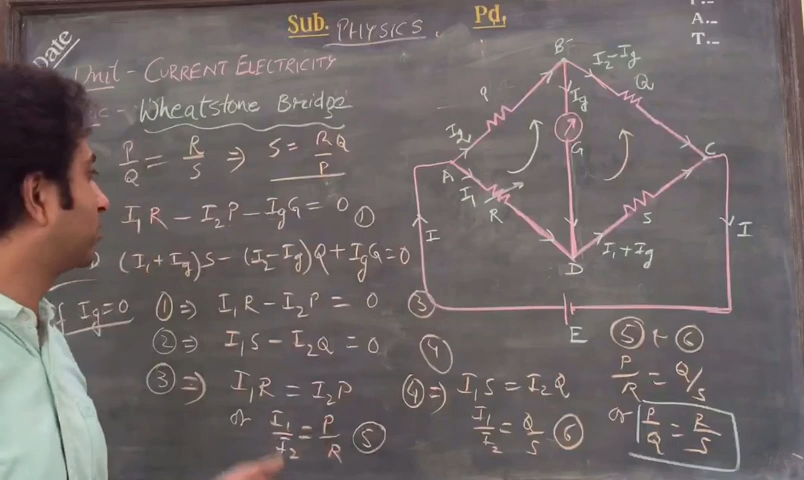 Sub. PHYSICS. Pd.
A.-
T.-
Date
Unit - CURRENT ELECTRICITY
- Wheatstone Bridge
P/Q = R/S ⇒ S = RQ/P
I₁R - I₂P - IgG = 0 ①
(I₁+Ig)S - (I₂-Ig)Q + IgG = 0
If Ig=0 ① ⇒ I₁R - I₂P = 0 ③
② ⇒ I₁S - I₂Q = 0 ④
③ ⇒ I₁R = I₂P
or I₁/I₂ = P/R ⑤
④ ⇒ I₁S = I₂Q
I₁/I₂ = Q/S ⑥
⑤ & ⑥
P/R = Q/S
or P/Q = R/S
B
I₂-Ig
P
Ig
Q
I₂
G
A
C
I₁
R
S
I
D
I₁+Ig
I
E